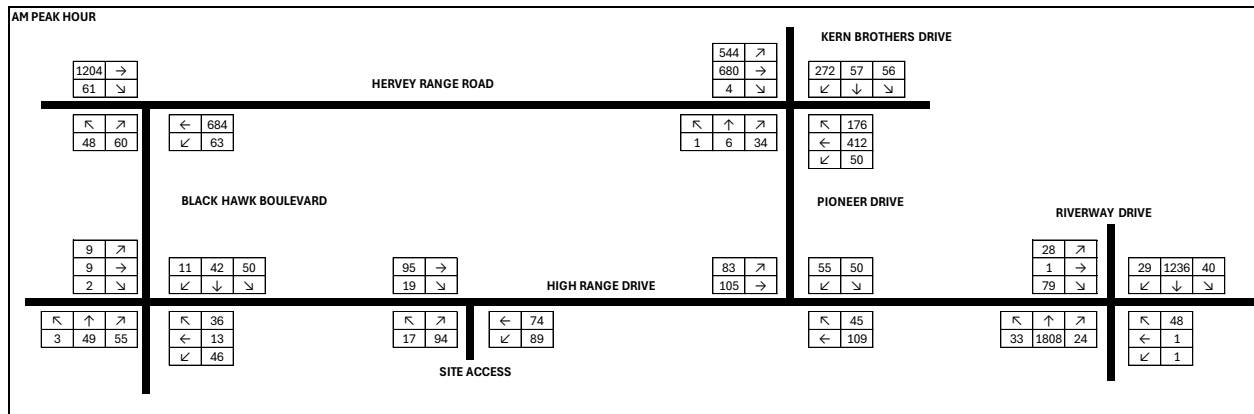 AM PEAK HOUR
KERN BROTHERS DRIVE
544 ↗
680 →
4 ↘
272 57 56
↙ ↓ ↘
1204 →
61 ↘
HERVEY RANGE ROAD
↖ ↗
48 60
← 684
↙ 63
↖ ↑ ↗
1 6 34
↖ 176
← 412
↙ 50
BLACK HAWK BOULEVARD
PIONEER DRIVE
RIVERWAY DRIVE
9 ↗
9 →
2 ↘
11 42 50
↙ ↓ ↘
95 →
19 ↘
HIGH RANGE DRIVE
83 ↗
105 →
55 50
↙ ↘
28 ↗
1 →
79 ↘
29 1236 40
↙ ↓ ↘
↖ ↑ ↗
3 49 55
↖ 36
← 13
↙ 46
↖ ↗
17 94
← 74
↙ 89
↖ 45
← 109
↖ ↑ ↗
33 1808 24
↖ 48
← 1
↙ 1
SITE ACCESS